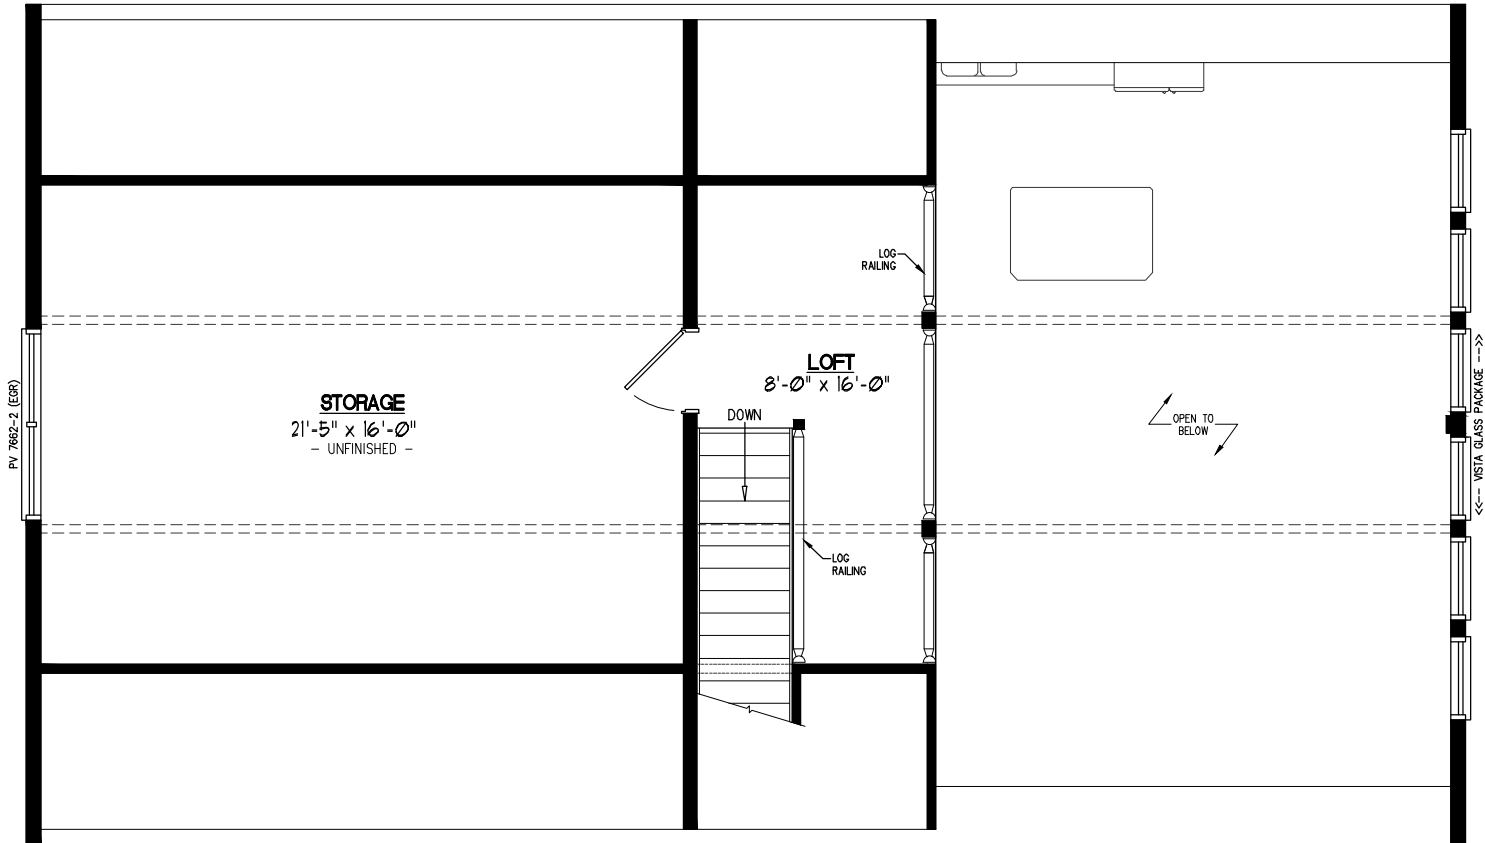 LOG
RAILING
LOFT
8'-0" x 16'-0"
STORAGE
21'-5" x 16'-0"
- UNFINISHED -
DOWN
OPEN TO
BELOW
LOG
RAILING
PV 7662-2 (EGR)
<<-- VISTA GLASS PACKAGE -->>